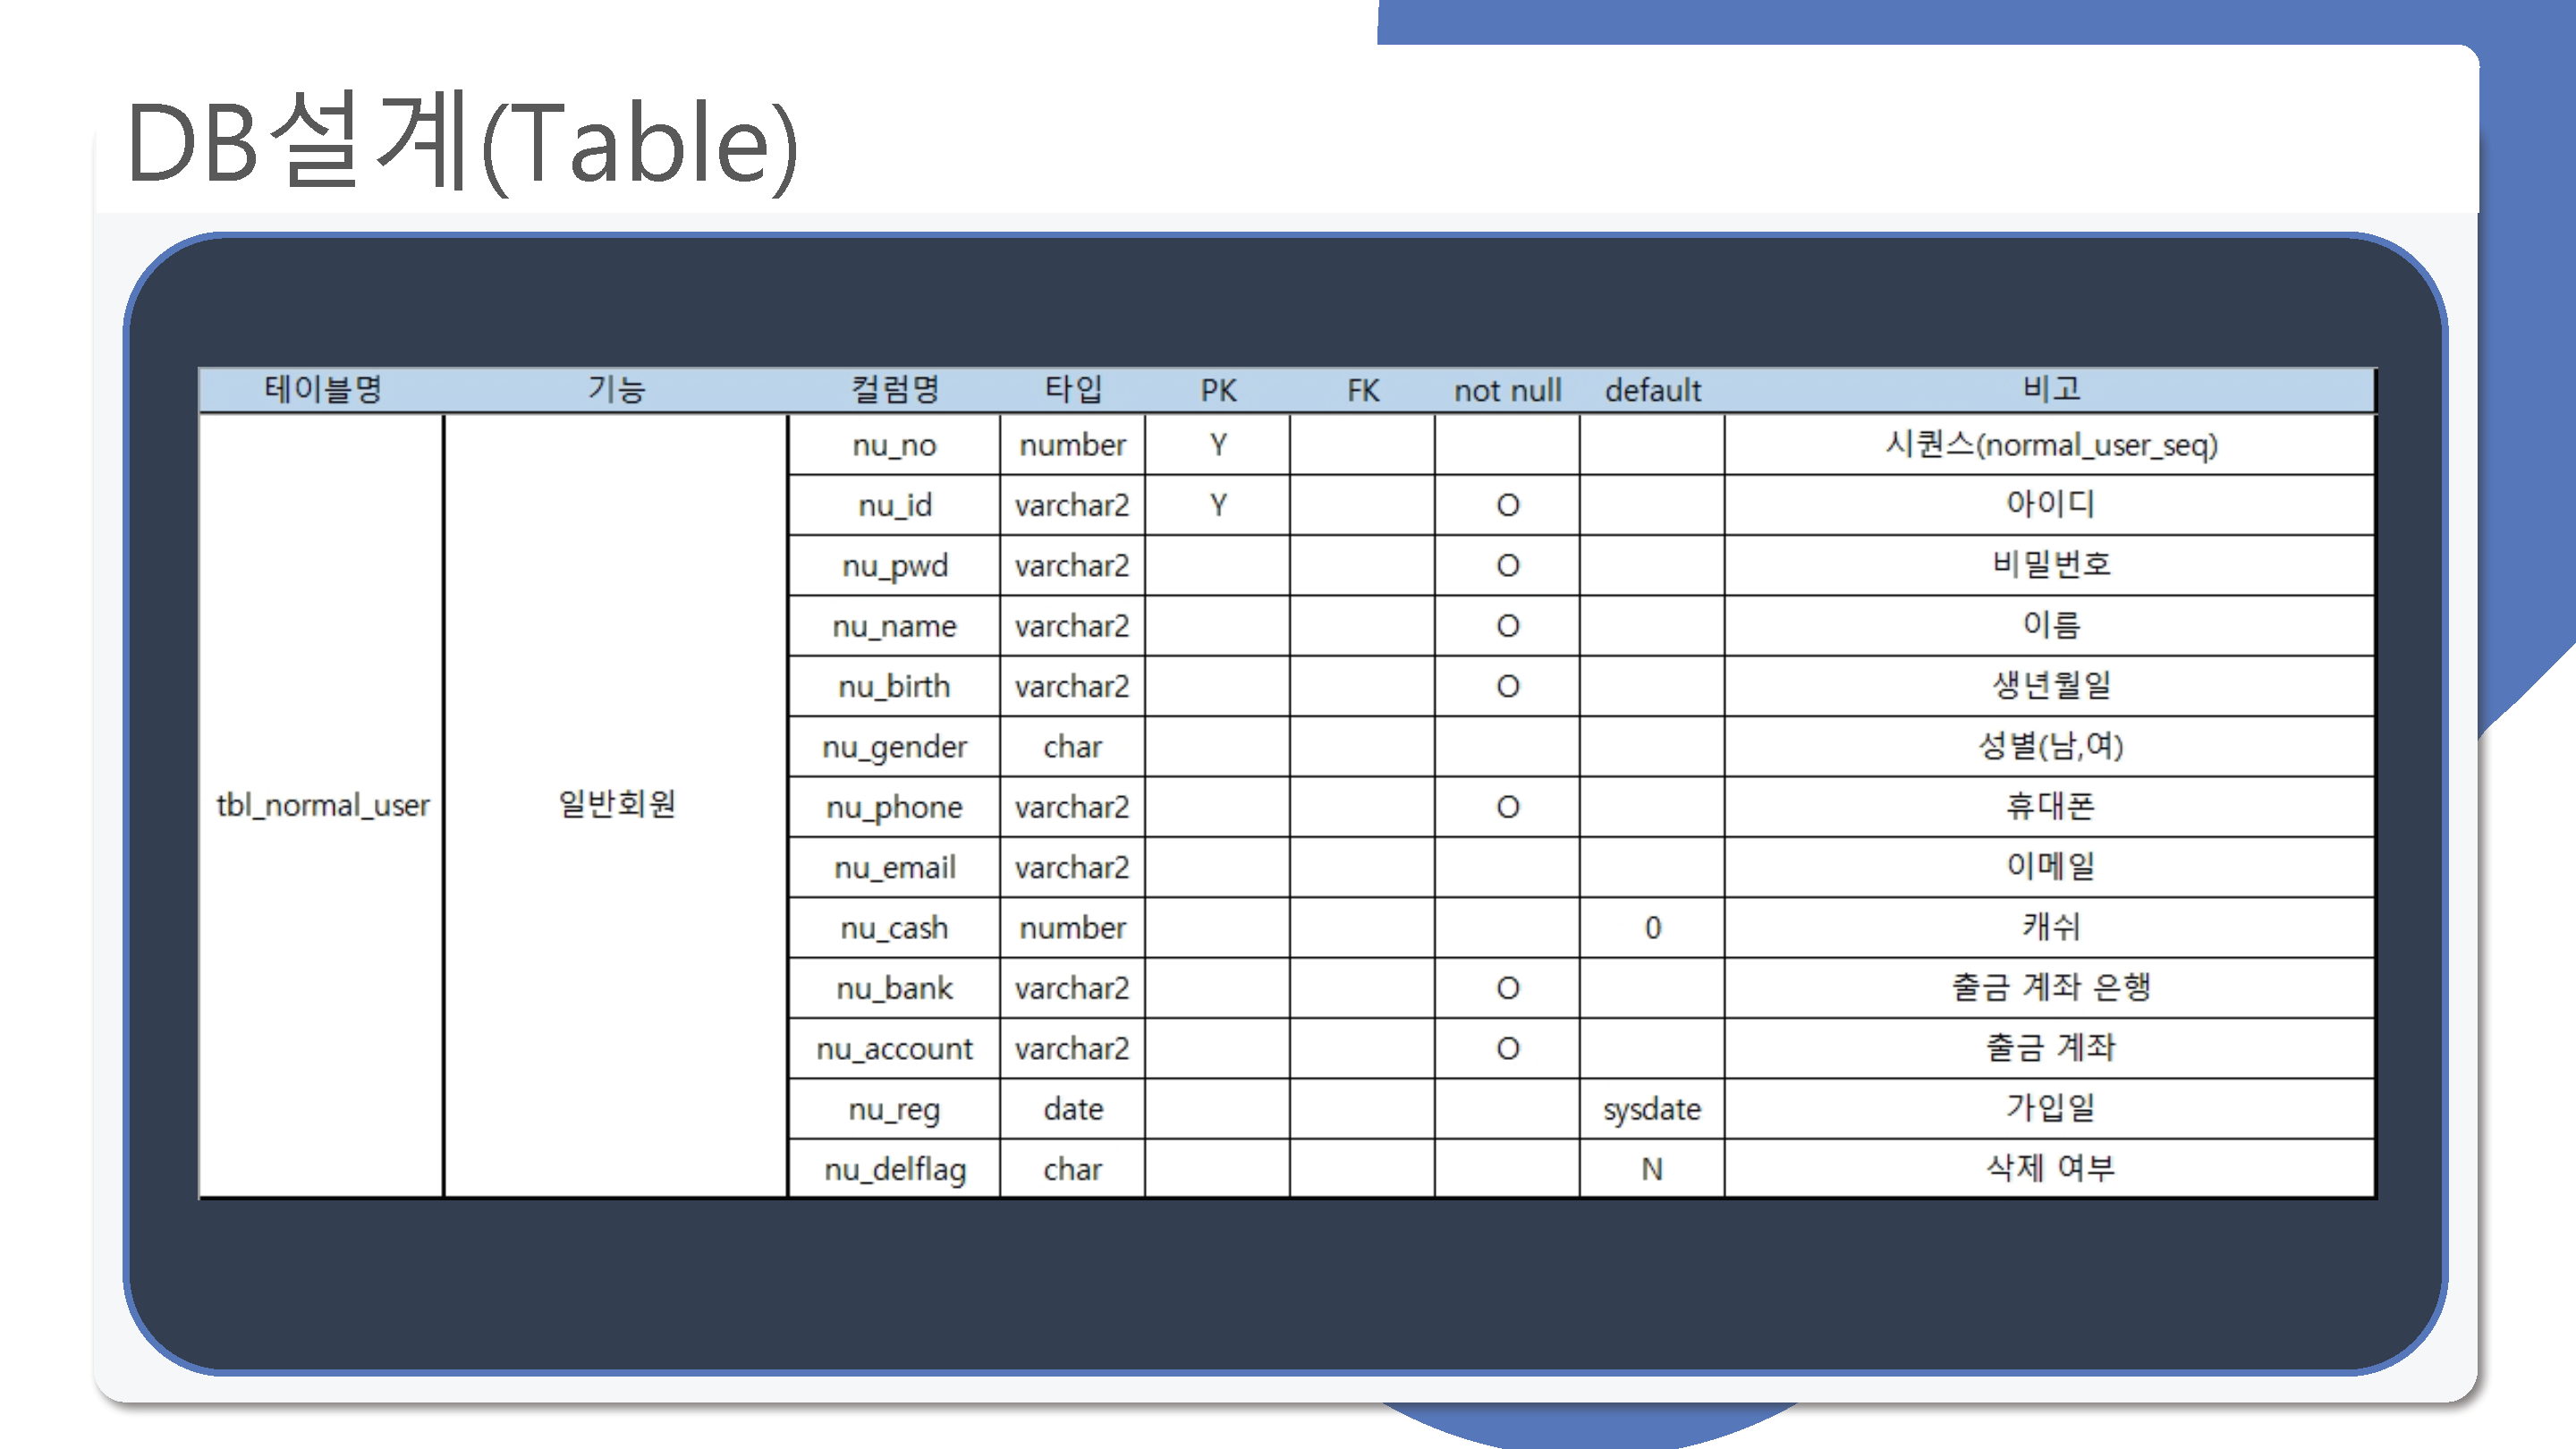 DB설계(Table)
테이블명 기능 컬럼명 타입 PK FK not null default 비고
nu_no number Y 시퀀스(normal_user_seq)
nu_id varchar2 Y O 아이디
nu_pwd varchar2 O 비밀번호
nu_name varchar2 O 이름
nu_birth varchar2 O 생년월일
nu_gender char 성별(남,여)
tbl_normal_user 일반회원 nu_phone varchar2 O 휴대폰
nu_email varchar2 이메일
nu_cash number 0 캐쉬
nu_bank varchar2 O 출금 계좌 은행
nu_account varchar2 O 출금 계좌
nu_reg date sysdate 가입일
nu_delflag char N 삭제 여부